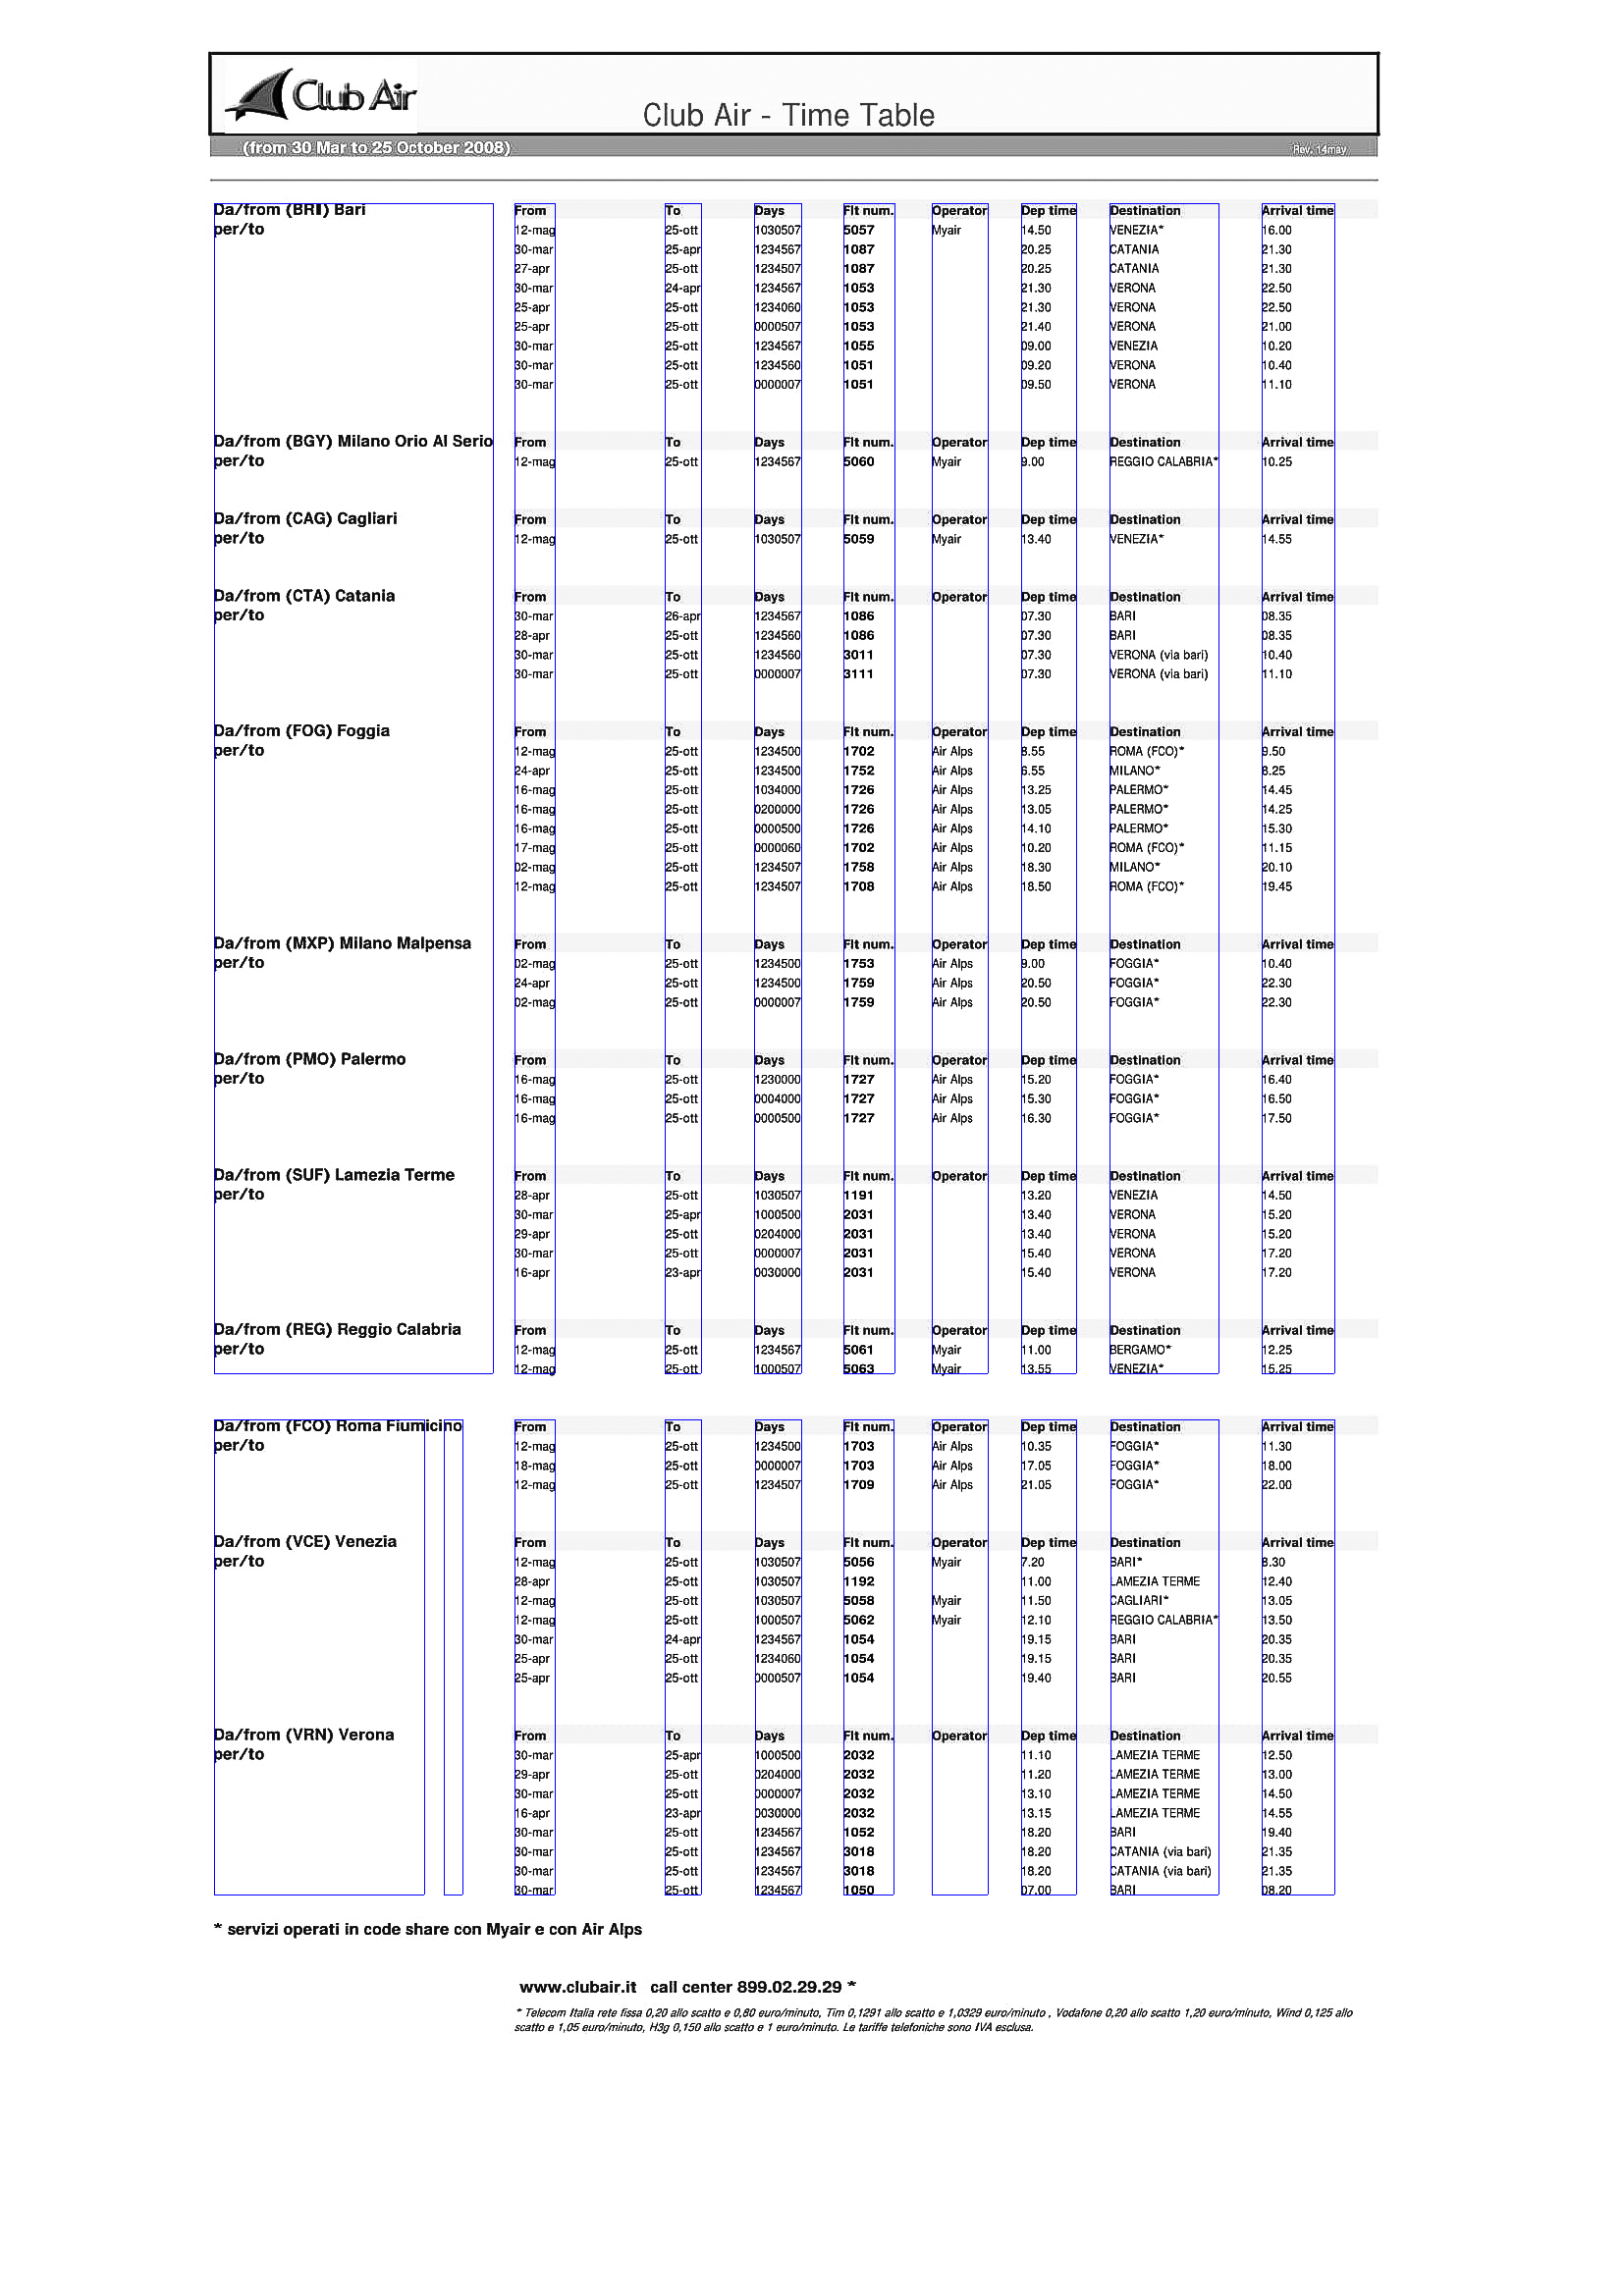 Club Air
Club Air - Time Table
(from 30 Mar to 25 October 2008) Rev. 14may
Da/from (BRI) Bari From To Days Flt num. Operator Dep time Destination Arrival time
per/to 12-mag 25-ott 1030507 5057 Myair 14.50 VENEZIA* 16.00
30-mar 25-apr 1234567 1087 20.25 CATANIA 21.30
27-apr 25-ott 1234507 1087 20.25 CATANIA 21.30
30-mar 24-apr 1234567 1053 21.30 VERONA 22.50
25-apr 25-ott 1234060 1053 21.30 VERONA 22.50
25-apr 25-ott 0000507 1053 21.40 VERONA 21.00
30-mar 25-ott 1234567 1055 09.00 VENEZIA 10.20
30-mar 25-ott 1234560 1051 09.20 VERONA 10.40
30-mar 25-ott 0000007 1051 09.50 VERONA 11.10
Da/from (BGY) Milano Orio Al Serio From To Days Flt num. Operator Dep time Destination Arrival time
per/to 12-mag 25-ott 1234567 5060 Myair 9.00 REGGIO CALABRIA* 10.25
Da/from (CAG) Cagliari From To Days Flt num. Operator Dep time Destination Arrival time
per/to 12-mag 25-ott 1030507 5059 Myair 13.40 VENEZIA* 14.55
Da/from (CTA) Catania From To Days Flt num. Operator Dep time Destination Arrival time
per/to 30-mar 26-apr 1234567 1086 07.30 BARI 08.35
28-apr 25-ott 1234560 1086 07.30 BARI 08.35
30-mar 25-ott 1234560 3011 07.30 VERONA (via bari) 10.40
30-mar 25-ott 0000007 3111 07.30 VERONA (via bari) 11.10
Da/from (FOG) Foggia From To Days Flt num. Operator Dep time Destination Arrival time
per/to 12-mag 25-ott 1234500 1702 Air Alps 8.55 ROMA (FCO)* 9.50
24-apr 25-ott 1234500 1752 Air Alps 6.55 MILANO* 8.25
16-mag 25-ott 1034000 1726 Air Alps 13.25 PALERMO* 14.45
16-mag 25-ott 0200000 1726 Air Alps 13.05 PALERMO* 14.25
16-mag 25-ott 0000500 1726 Air Alps 14.10 PALERMO* 15.30
17-mag 25-ott 0000060 1702 Air Alps 10.20 ROMA (FCO)* 11.15
02-mag 25-ott 1234507 1758 Air Alps 18.30 MILANO* 20.10
12-mag 25-ott 1234507 1708 Air Alps 18.50 ROMA (FCO)* 19.45
Da/from (MXP) Milano Malpensa From To Days Flt num. Operator Dep time Destination Arrival time
per/to 02-mag 25-ott 1234500 1753 Air Alps 9.00 FOGGIA* 10.40
24-apr 25-ott 1234500 1759 Air Alps 20.50 FOGGIA* 22.30
02-mag 25-ott 0000007 1759 Air Alps 20.50 FOGGIA* 22.30
Da/from (PMO) Palermo From To Days Flt num. Operator Dep time Destination Arrival time
per/to 16-mag 25-ott 1230000 1727 Air Alps 15.20 FOGGIA* 16.40
16-mag 25-ott 0004000 1727 Air Alps 15.30 FOGGIA* 16.50
16-mag 25-ott 0000500 1727 Air Alps 16.30 FOGGIA* 17.50
Da/from (SUF) Lamezia Terme From To Days Flt num. Operator Dep time Destination Arrival time
per/to 28-apr 25-ott 1030507 1191 13.20 VENEZIA 14.50
30-mar 25-apr 1000500 2031 13.40 VERONA 15.20
29-apr 25-ott 0204000 2031 13.40 VERONA 15.20
30-mar 25-ott 0000007 2031 15.40 VERONA 17.20
16-apr 23-apr 0030000 2031 15.40 VERONA 17.20
Da/from (REG) Reggio Calabria From To Days Flt num. Operator Dep time Destination Arrival time
per/to 12-mag 25-ott 1234567 5061 Myair 11.00 BERGAMO* 12.25
12-mag 25-ott 1000507 5063 Myair 13.55 VENEZIA* 15.25
Da/from (FCO) Roma Fiumicino From To Days Flt num. Operator Dep time Destination Arrival time
per/to 12-mag 25-ott 1234500 1703 Air Alps 10.35 FOGGIA* 11.30
18-mag 25-ott 0000007 1703 Air Alps 17.05 FOGGIA* 18.00
12-mag 25-ott 1234507 1709 Air Alps 21.05 FOGGIA* 22.00
Da/from (VCE) Venezia From To Days Flt num. Operator Dep time Destination Arrival time
per/to 12-mag 25-ott 1030507 5056 Myair 7.20 BARI* 8.30
28-apr 25-ott 1030507 1192 11.00 LAMEZIA TERME 12.40
12-mag 25-ott 1030507 5058 Myair 11.50 CAGLIARI* 13.05
12-mag 25-ott 1000507 5062 Myair 12.10 REGGIO CALABRIA* 13.50
30-mar 24-apr 1234567 1054 19.15 BARI 20.35
25-apr 25-ott 1234060 1054 19.15 BARI 20.35
25-apr 25-ott 0000507 1054 19.40 BARI 20.55
Da/from (VRN) Verona From To Days Flt num. Operator Dep time Destination Arrival time
per/to 30-mar 25-apr 1000500 2032 11.10 LAMEZIA TERME 12.50
29-apr 25-ott 0204000 2032 11.20 LAMEZIA TERME 13.00
30-mar 25-ott 0000007 2032 13.10 LAMEZIA TERME 14.50
16-apr 23-apr 0030000 2032 13.15 LAMEZIA TERME 14.55
30-mar 25-ott 1234567 1052 18.20 BARI 19.40
30-mar 25-ott 1234567 3018 18.20 CATANIA (via bari) 21.35
30-mar 25-ott 1234567 3018 18.20 CATANIA (via bari) 21.35
30-mar 25-ott 1234567 1050 07.00 BARI 08.20
* servizi operati in code share con Myair e con Air Alps
www.clubair.it call center 899.02.29.29 *
* Telecom Italia rete fissa 0,20 allo scatto e 0,80 euro/minuto, Tim 0,1291 allo scatto e 1,0329 euro/minuto , Vodafone 0,20 allo scatto 1,20 euro/minuto, Wind 0,125 allo
scatto e 1,05 euro/minuto, H3g 0,150 allo scatto e 1 euro/minuto. Le tariffe telefoniche sono IVA esclusa.